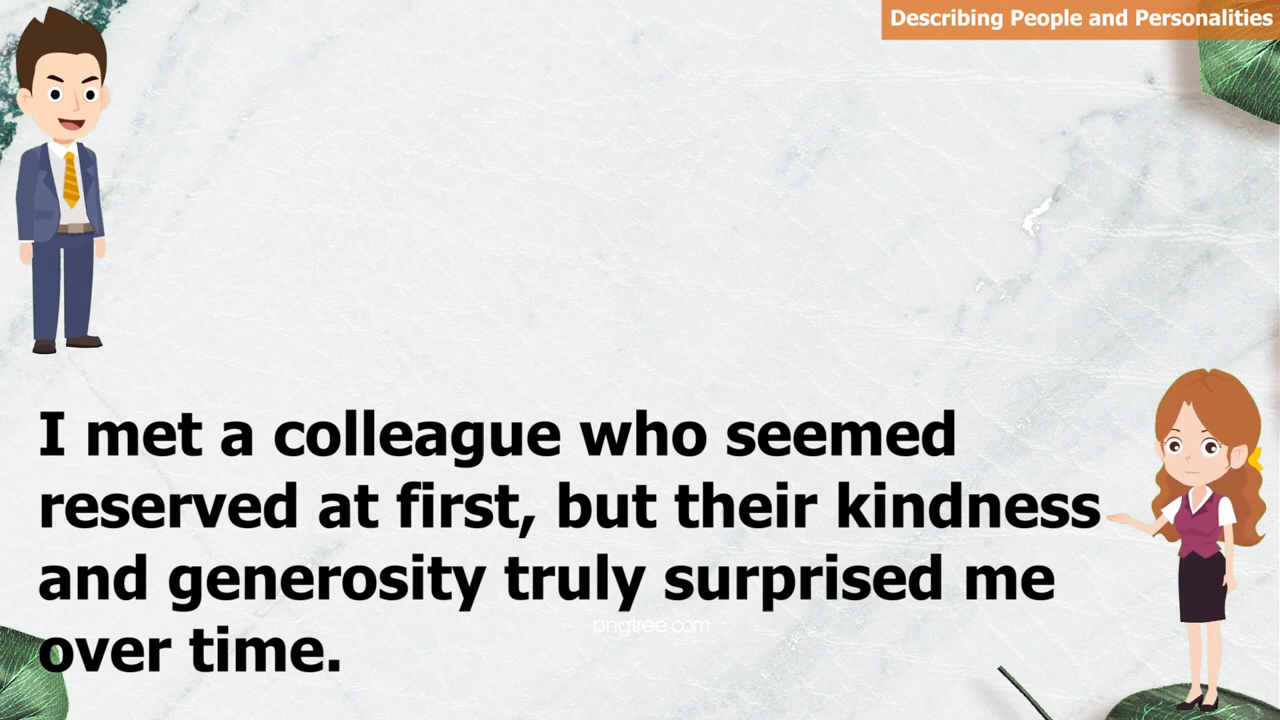 Describing People and Personalities
I met a colleague who seemed
reserved at first, but their kindness
and generosity truly surprised me
over time.
pngtree.com